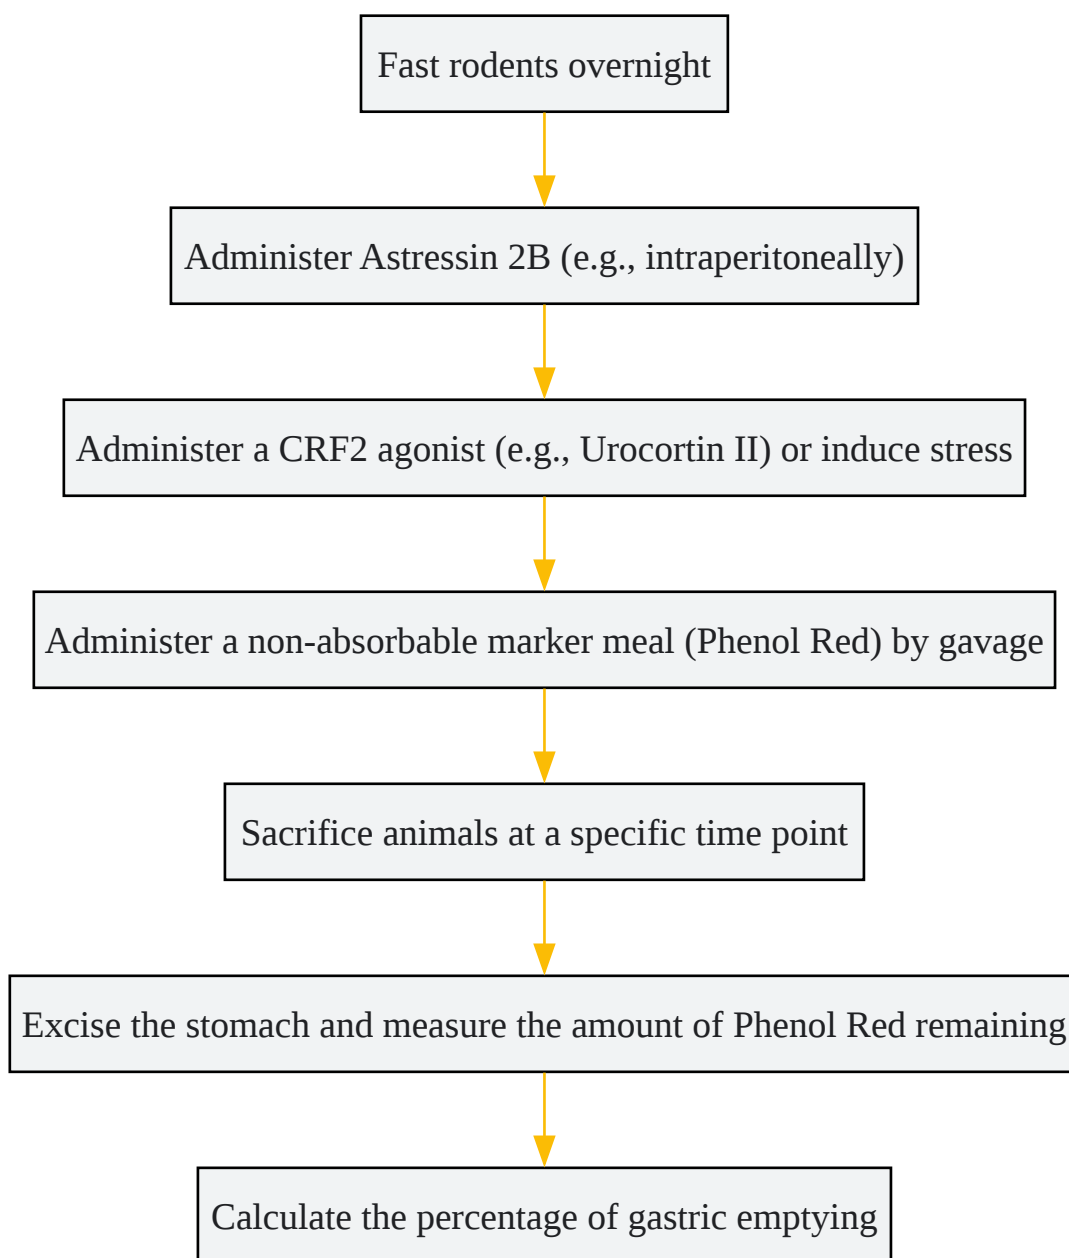 Fast rodents overnight
Administer Astressin 2B (e.g., intraperitoneally)
Administer a CRF2 agonist (e.g., Urocortin II) or induce stress
Administer a non-absorbable marker meal (Phenol Red) by gavage
Sacrifice animals at a specific time point
Excise the stomach and measure the amount of Phenol Red remaining
Calculate the percentage of gastric emptying